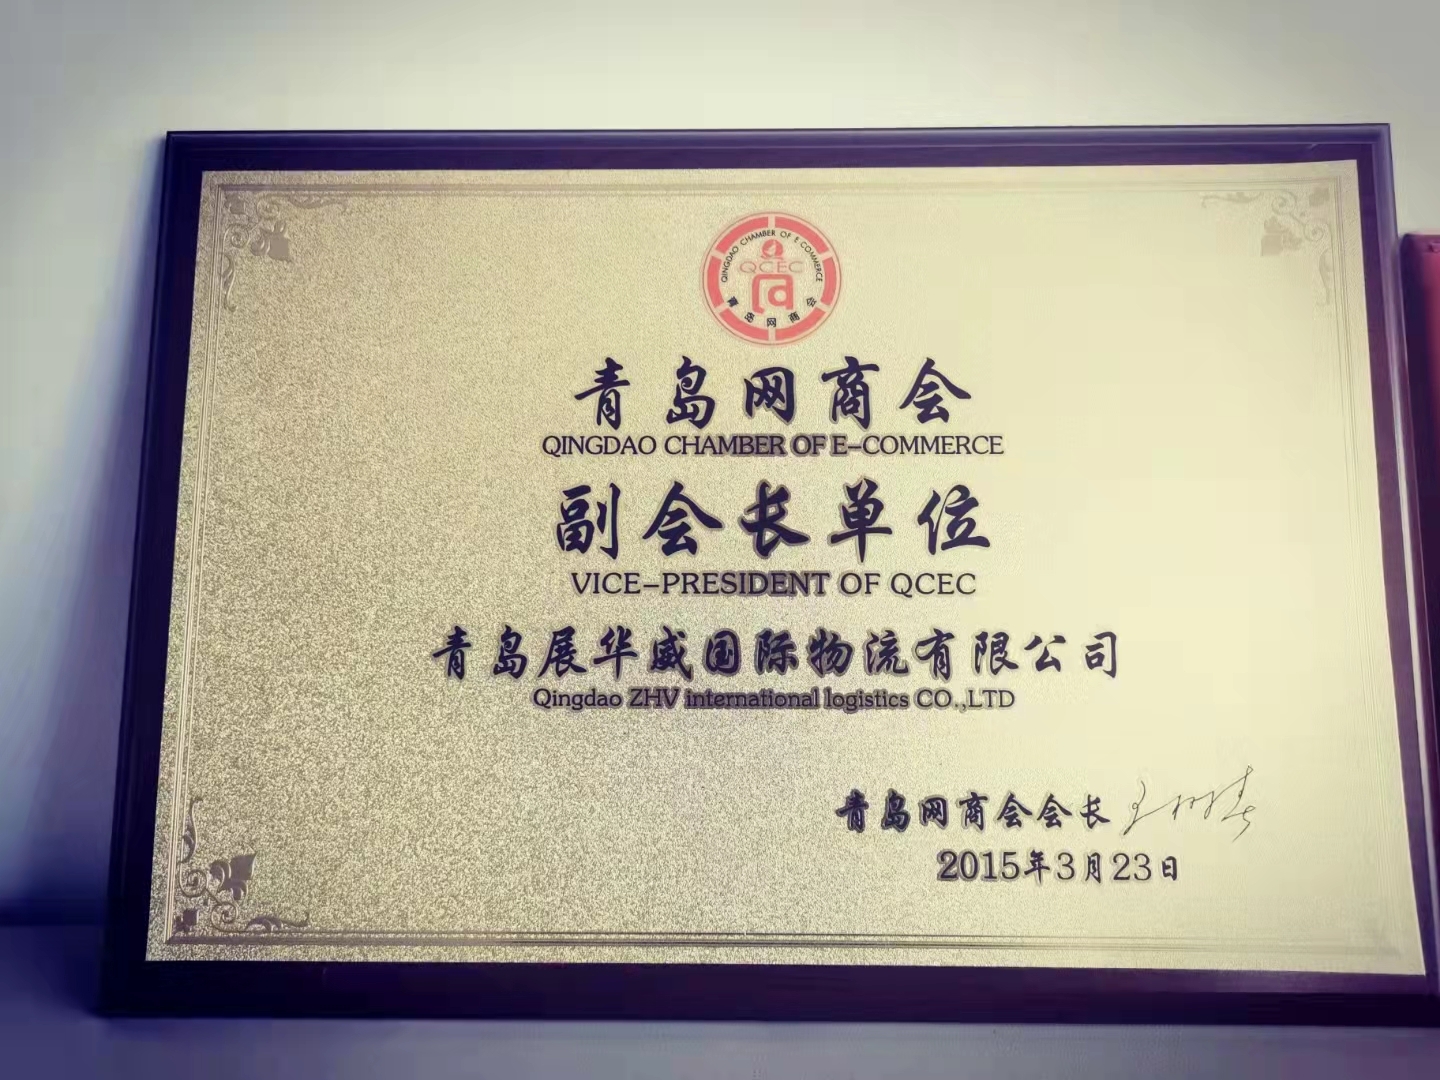 QINGDAO CHAMBER OF E COMMERCE
QCEC
青岛网商会
青岛网商会
QINGDAO CHAMBER OF E-COMMERCE
副会长单位
VICE-PRESIDENT OF QCEC
青岛展华威国际物流有限公司
Qingdao ZHV international logistics CO.,LTD
青岛网商会会长
2015年3月23日